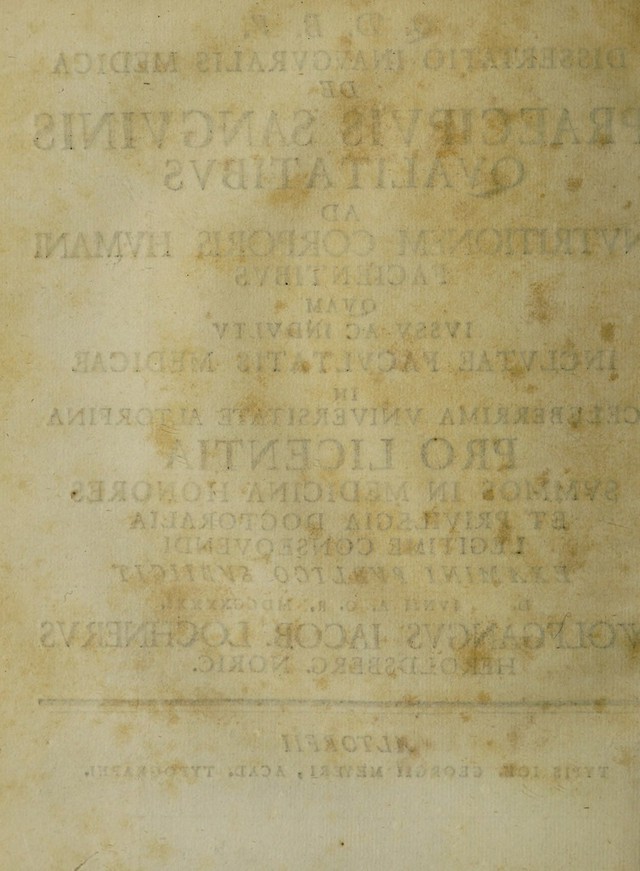 Q. D. B. V.
DISSERTATIO INAVGVRALIS MEDICA
DE
PRAECIPVIS SANGVINIS
QVALITATIBVS
AD
NVTRITIONEM CORPORIS HVMANI
FACIENTIBVS
QVAM
IVSSV AC INDVLTV
INCLVTAE FACVLTATIS MEDICAE
IN
CELEBERRIMA VNIVERSITATE ALTORFINA
PRO LICENTIA
SVMMOS IN MEDICINA HONORES
ET PRIVILEGIA DOCTORALIA
LEGITIME CONSEQVENDI
EXAMINI PVBLICO SVBIICIT
D. IVNII A. O. R.
WOLFGANGVS IACOB. LOCHNERVS
HEROLDSBERG. NORIC.
ALTORFII
TYPIS IOH. GEORGII MEYERI, ACAD. TYPOGRAPHI.